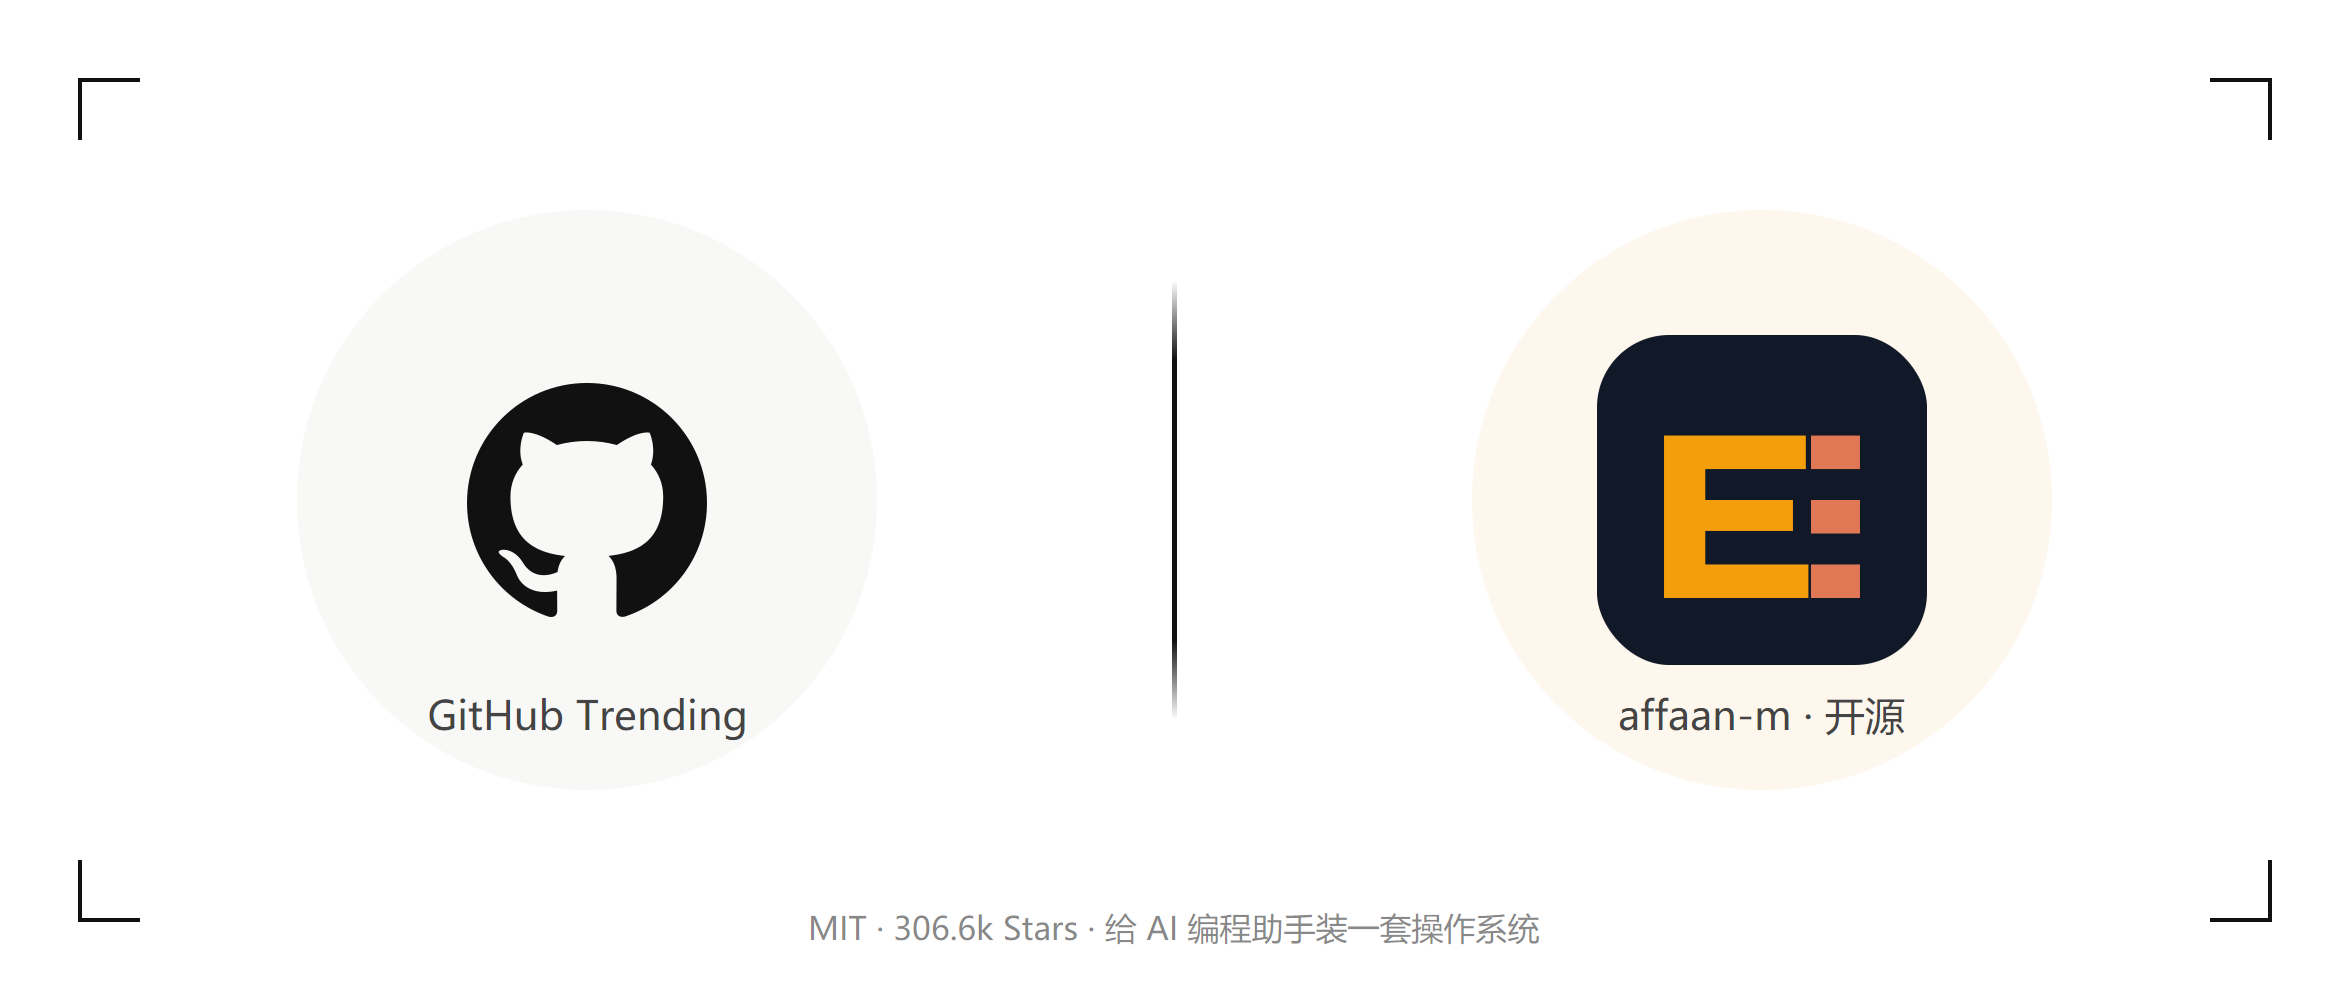 GitHub Trending
affaan-m · 开源
MIT · 306.6k Stars · 给 AI 编程助手装一套操作系统